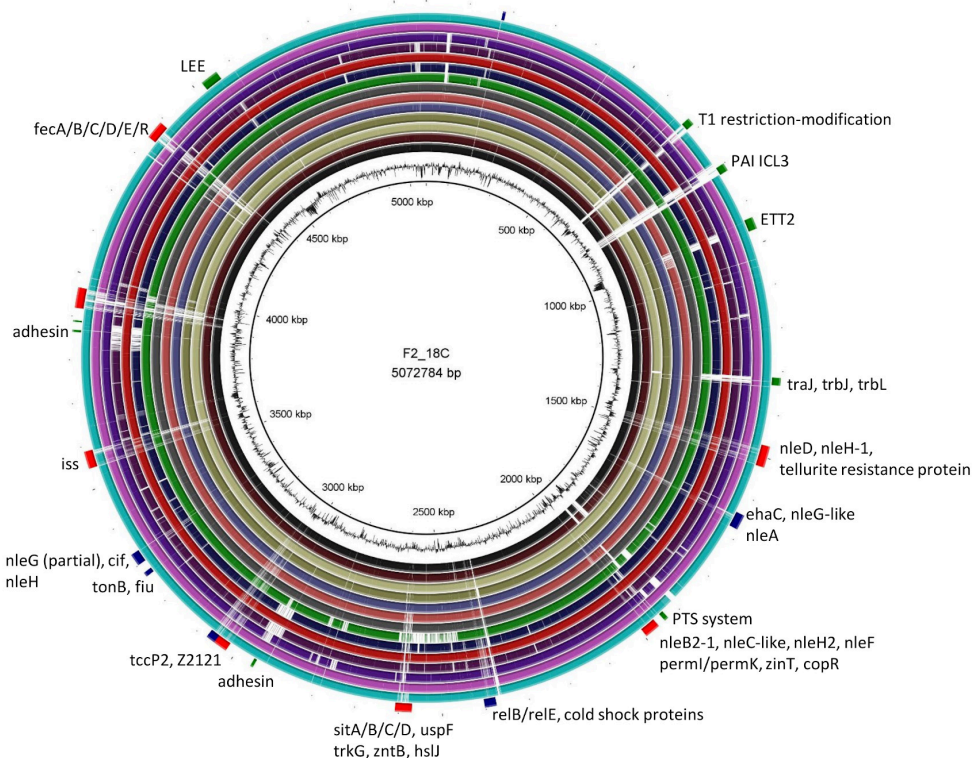 LEE
fecA/B/C/D/E/R
T1 restriction-modification
PAI ICL3
ETT2
5000 kbp
500 kbp
4500 kbp
1000 kbp
4000 kbp
adhesin
F2_18C
5072784 bp
traJ, trbJ, trbL
1500 kbp
3500 kbp
nleD, nleH-1,
tellurite resistance protein
iss
2000 kbp
3000 kbp
2500 kbp
ehaC, nleG-like
nleA
nleG (partial), cif,
nleH
tonB, fiu
PTS system
nleB2-1, nleC-like, nleH2, nleF
permI/permK, zinT, copR
tccP2, Z2121
adhesin
relB/relE, cold shock proteins
sitA/B/C/D, uspF
trkG, zntB, hslJ